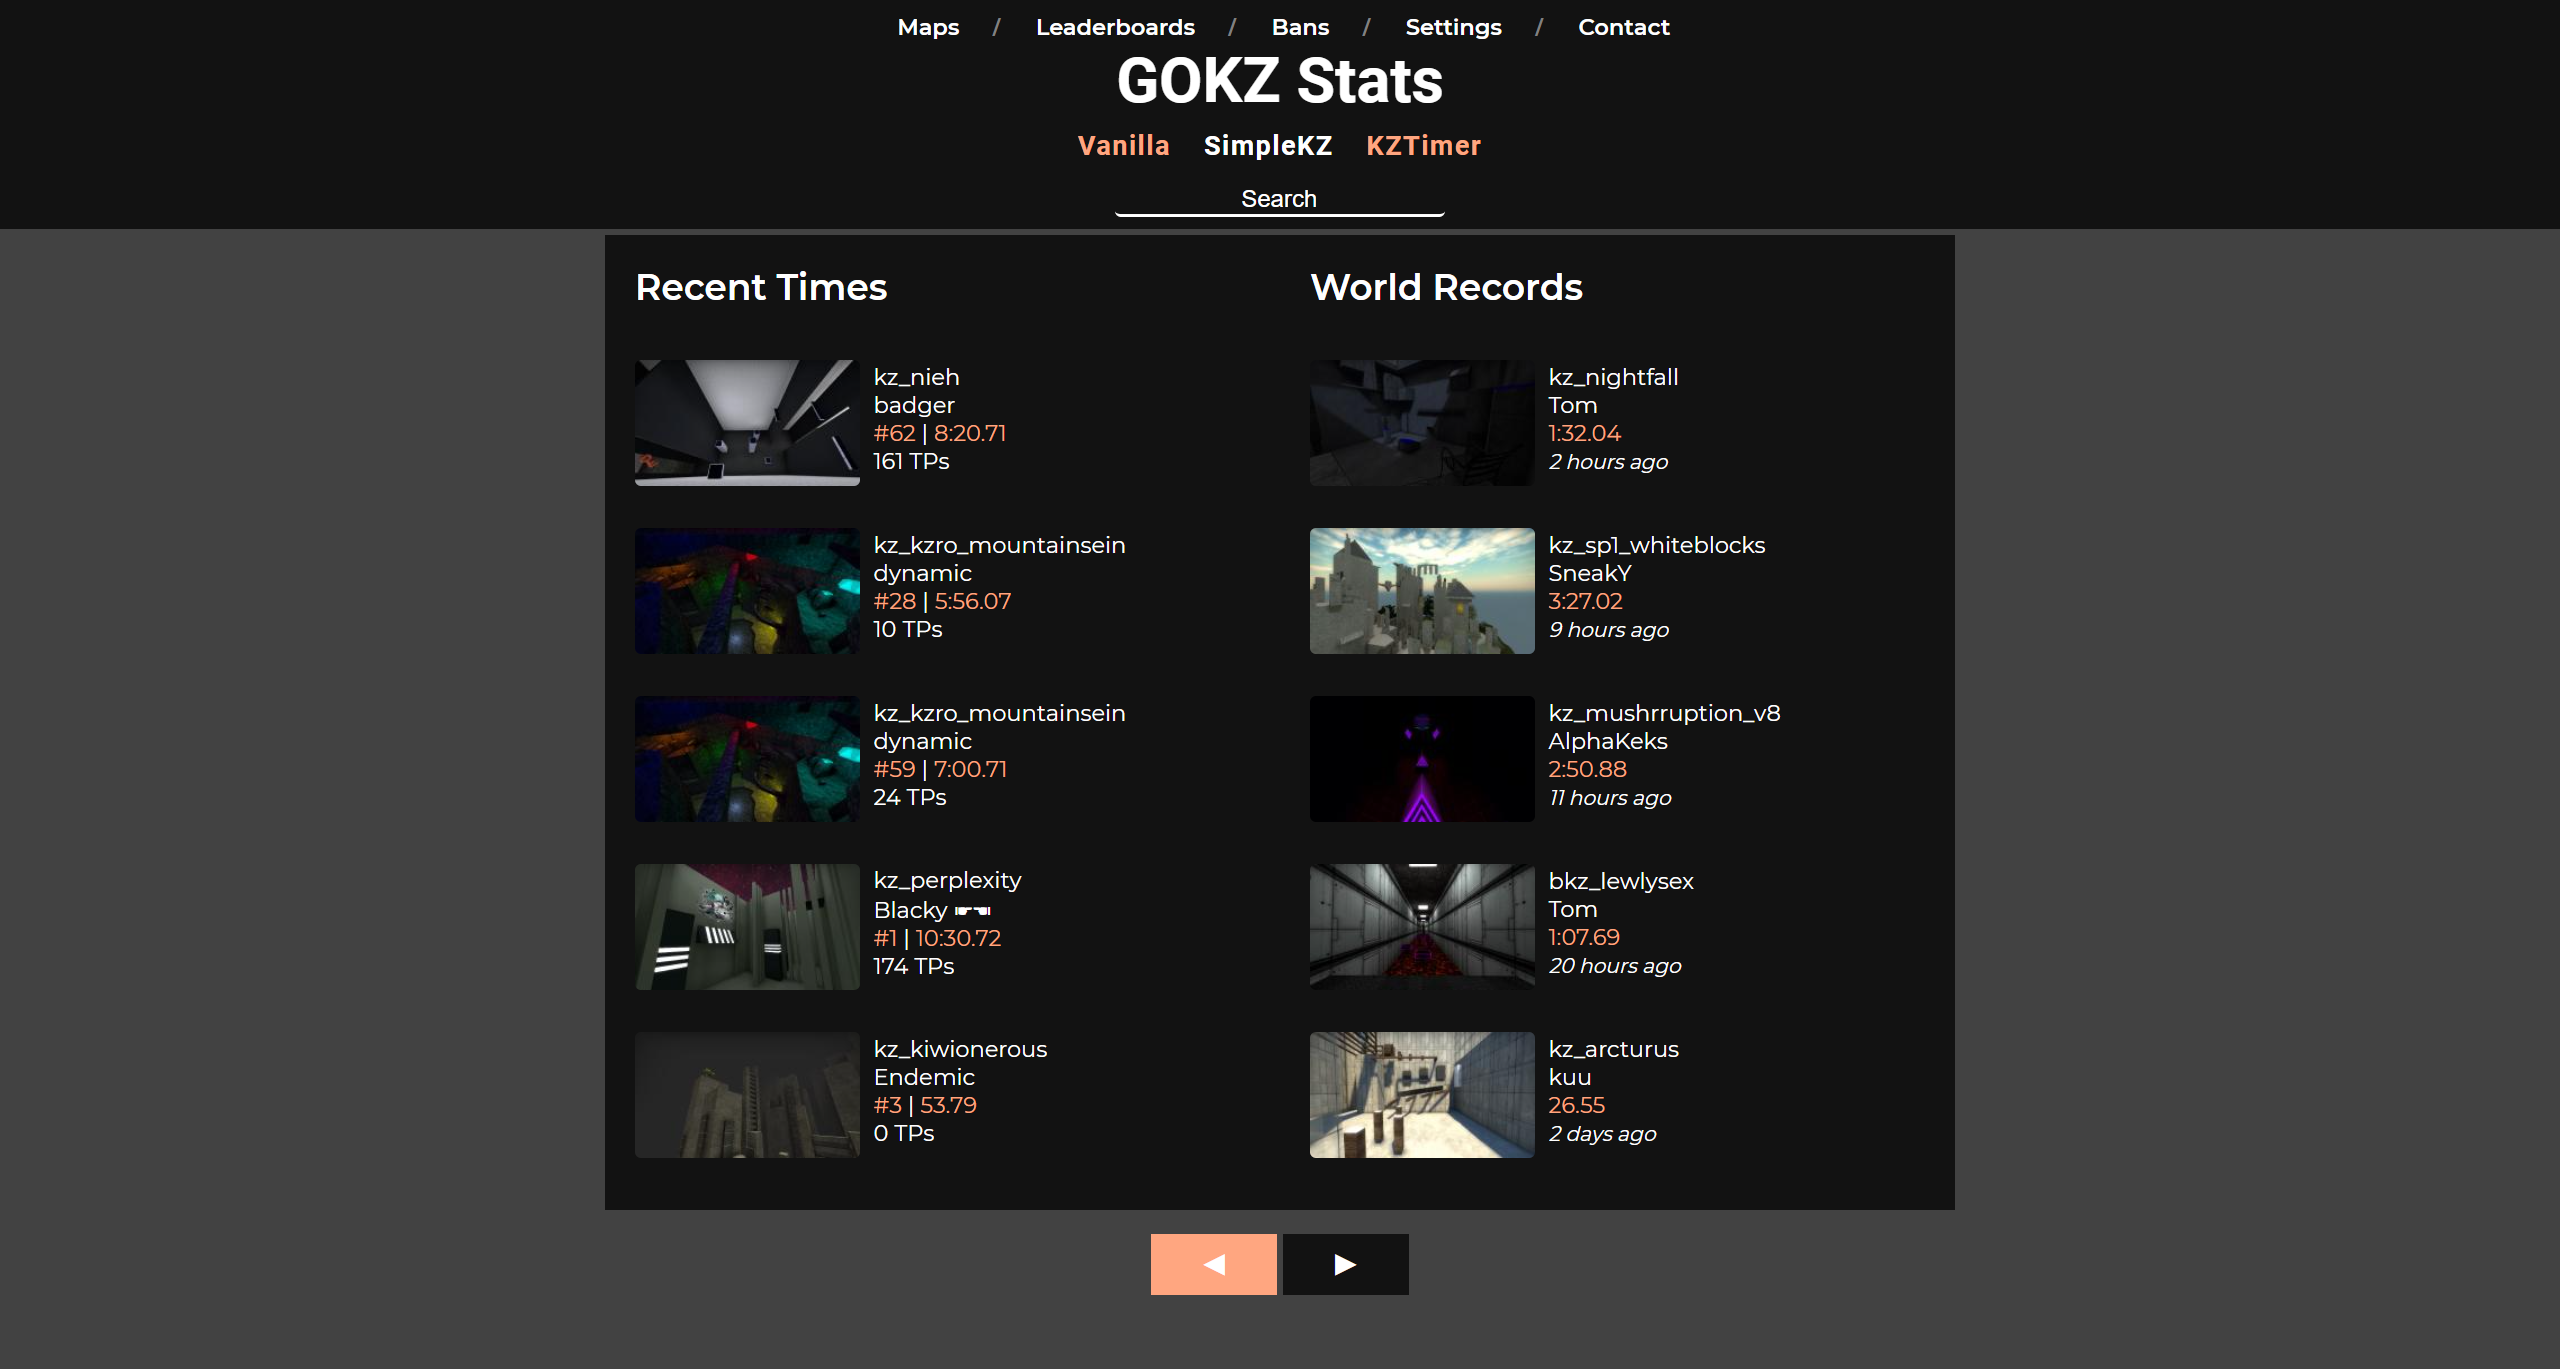 Maps / Leaderboards / Bans / Settings / Contact
GOKZ Stats
Vanilla SimpleKZ KZTimer
Search
Recent Times
kz_nieh
badger
#62 | 8:20.71
161 TPs
kz_kzro_mountainsein
dynamic
#28 | 5:56.07
10 TPs
kz_kzro_mountainsein
dynamic
#59 | 7:00.71
24 TPs
kz_perplexity
Blacky ☛☚
#1 | 10:30.72
174 TPs
kz_kiwionerous
Endemic
#3 | 53.79
0 TPs
World Records
kz_nightfall
Tom
1:32.04
2 hours ago
kz_sp1_whiteblocks
SneakY
3:27.02
9 hours ago
kz_mushrruption_v8
AlphaKeks
2:50.88
11 hours ago
bkz_lewlysex
Tom
1:07.69
20 hours ago
kz_arcturus
kuu
26.55
2 days ago
◀ ▶